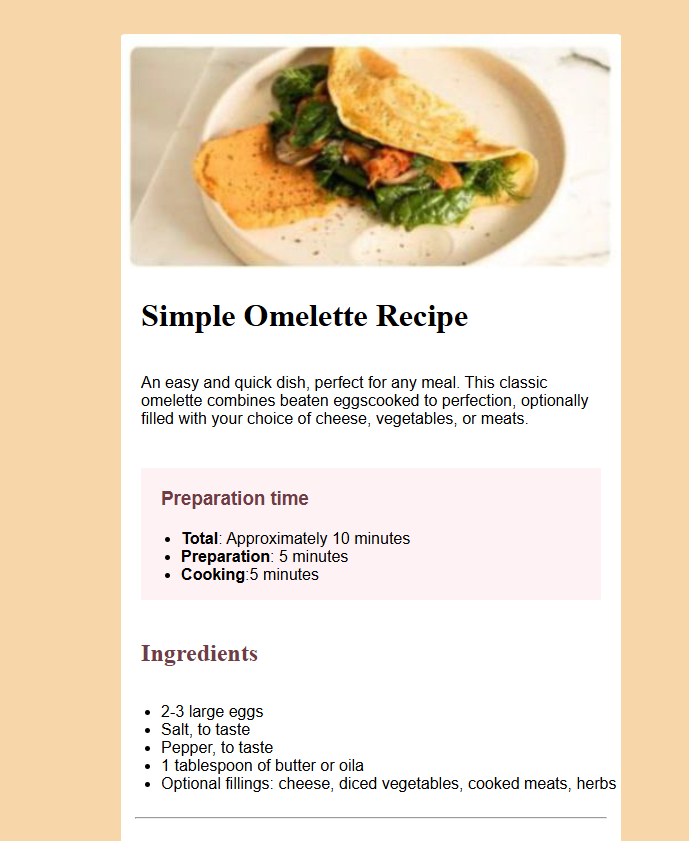 Simple Omelette Recipe
An easy and quick dish, perfect for any meal. This classic
omelette combines beaten eggscooked to perfection, optionally
filled with your choice of cheese, vegetables, or meats.
Preparation time
Total: Approximately 10 minutes
Preparation: 5 minutes
Cooking:5 minutes
Ingredients
2-3 large eggs
Salt, to taste
Pepper, to taste
1 tablespoon of butter or oila
Optional fillings: cheese, diced vegetables, cooked meats, herbs